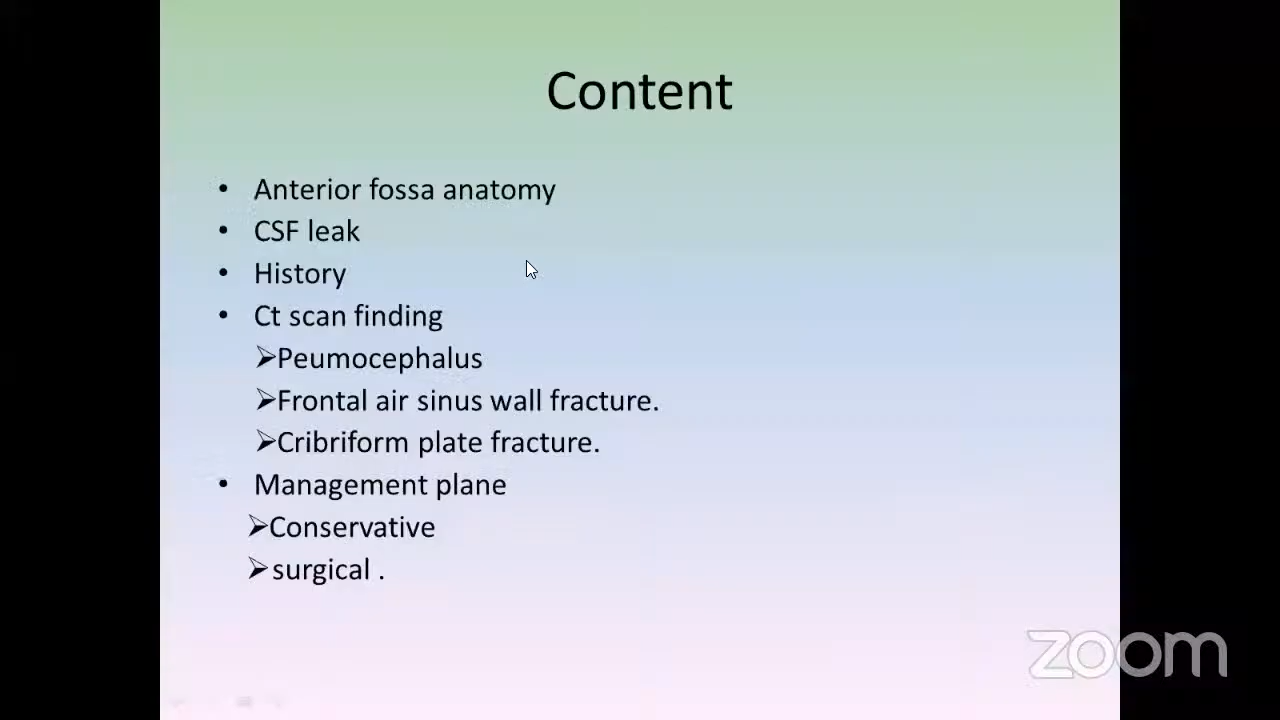 Content
• Anterior fossa anatomy
• CSF leak
• History
• Ct scan finding
➢Peumocephalus
➢Frontal air sinus wall fracture.
➢Cribriform plate fracture.
• Management plane
➢Conservative
➢surgical .
zoom